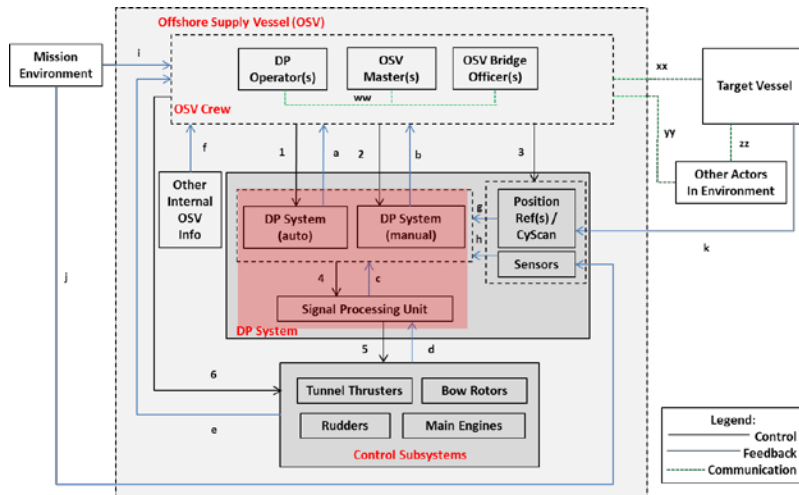 Offshore Supply Vessel (OSV)
i
Mission
Environment
DP
Operator(s)
OSV
Master(s)
OSV Bridge
Officer(s)
ww
OSV Crew
xx
Target Vessel
yy
zz
Other Actors
In Environment
f
1
a
2
b
3
Other
Internal
OSV
Info
DP System
(auto)
DP System
(manual)
g
h
Position
Ref(s) /
CyScan
Sensors
k
j
4
c
Signal Processing Unit
DP System
5
d
6
e
Tunnel Thrusters
Bow Rotors
Rudders
Main Engines
Control Subsystems
Legend:
Control
Feedback
Communication